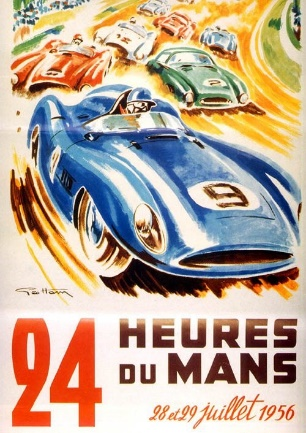 24 HEURES
DU MANS
28 et 29 juillet 1956